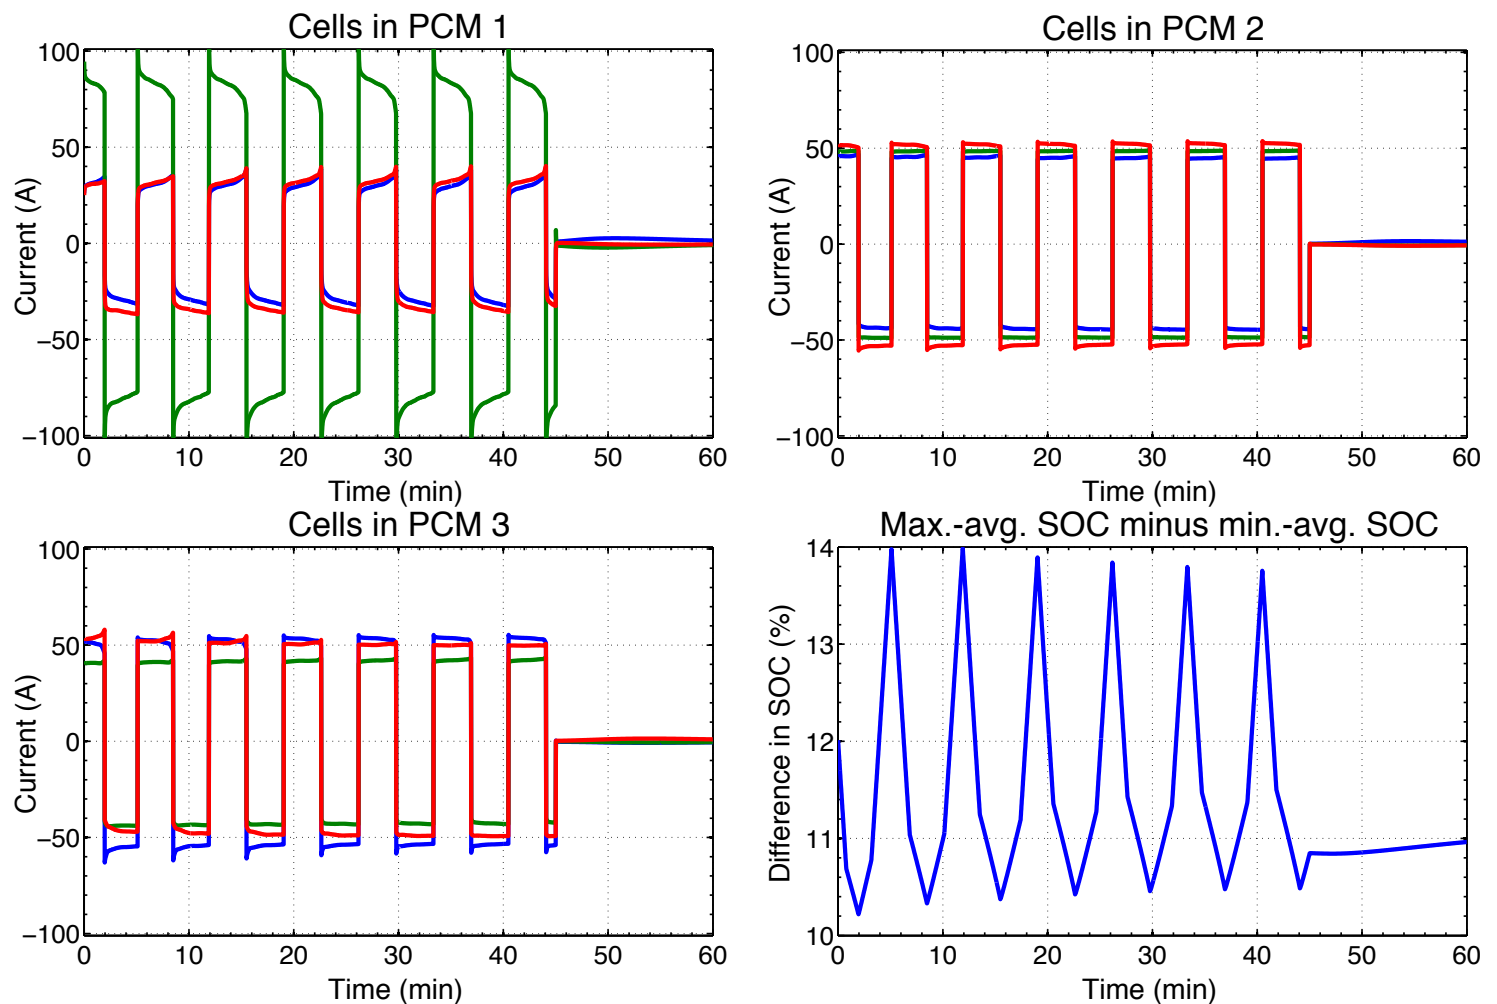 Cells in PCM 1
100
50
0
−50
−100
Current (A)
0 10 20 30 40 50 60
Time (min)
Cells in PCM 2
100
50
0
−50
−100
Current (A)
0 10 20 30 40 50 60
Time (min)
Cells in PCM 3
100
50
0
−50
−100
Current (A)
0 10 20 30 40 50 60
Time (min)
Max.-avg. SOC minus min.-avg. SOC
14
13
12
11
10
Difference in SOC (%)
0 10 20 30 40 50 60
Time (min)